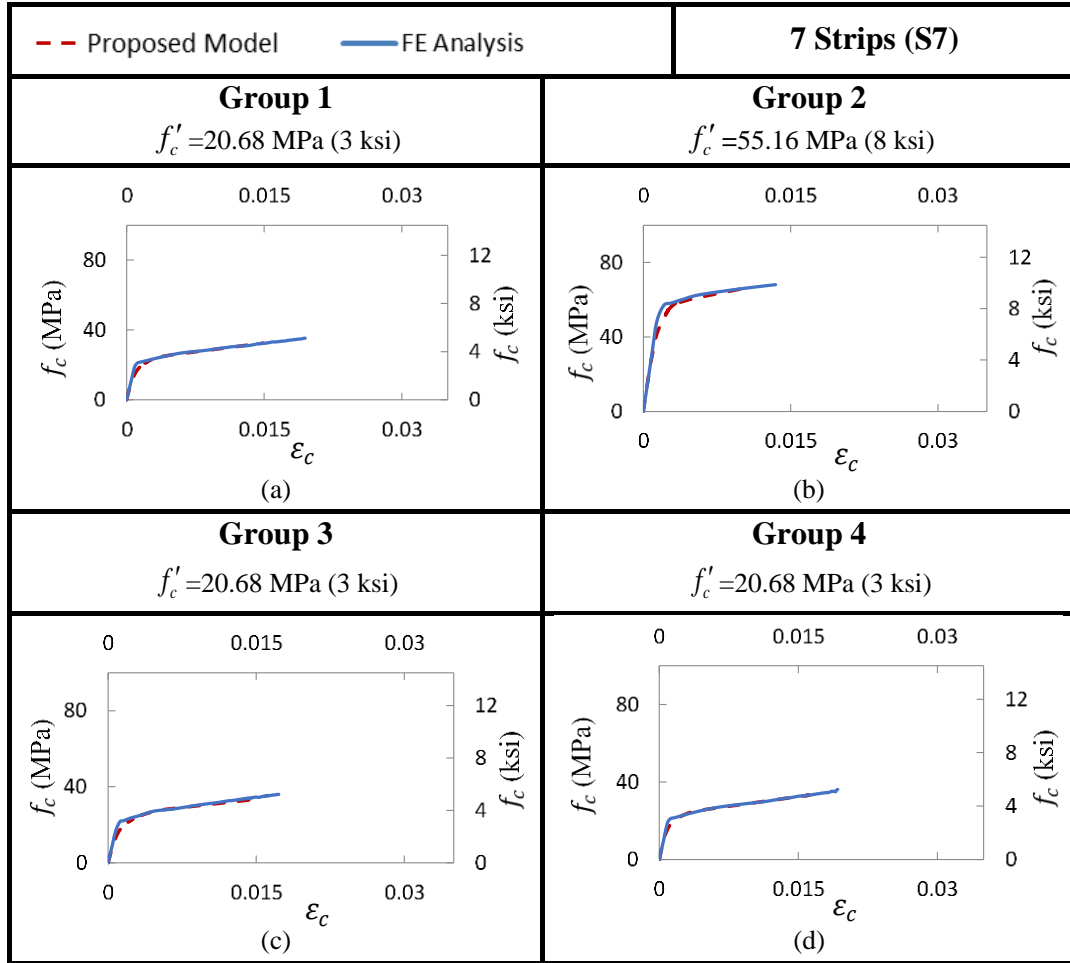 Proposed Model FE Analysis 7 Strips (S7)
Group 1
f′c =20.68 MPa (3 ksi)
0 0.015 0.03
80
40
0
12
8
4
0
fc (MPa)
fc (ksi)
0 0.015 0.03
εc
(a)
Group 2
f′c =55.16 MPa (8 ksi)
0 0.015 0.03
80
40
0
12
8
4
0
fc (MPa)
fc (ksi)
0 0.015 0.03
εc
(b)
Group 3
f′c =20.68 MPa (3 ksi)
0 0.015 0.03
80
40
0
12
8
4
0
fc (MPa)
fc (ksi)
0 0.015 0.03
εc
(c)
Group 4
f′c =20.68 MPa (3 ksi)
0 0.015 0.03
80
40
0
12
8
4
0
fc (MPa)
fc (ksi)
0 0.015 0.03
εc
(d)